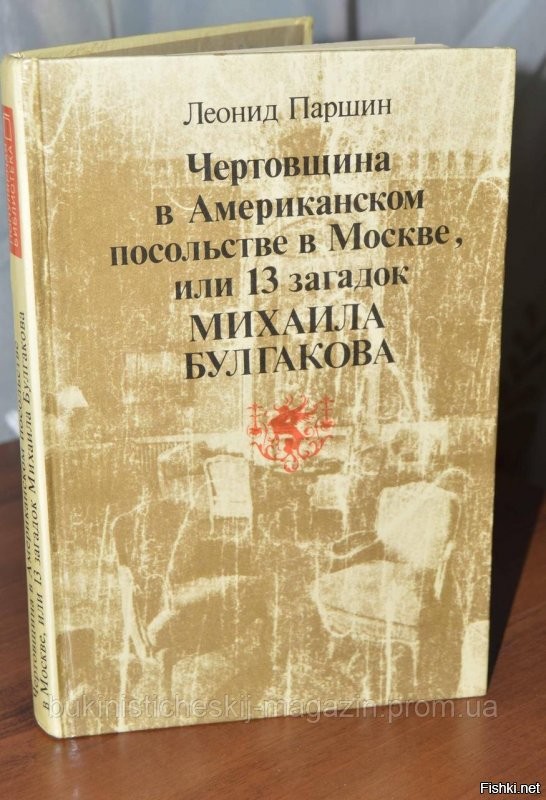 Леонид Паршин
Чертовщина
в Американском
посольстве в Москве,
или 13 загадок
МИХАИЛА
БУЛГАКОВА
БИБЛИОТЕКА
Чертовщина в Американском посольстве
в Москве, или 13 загадок Михаила Булгакова
bukinisticheskij-magazin.prom.ua
Fishki.net